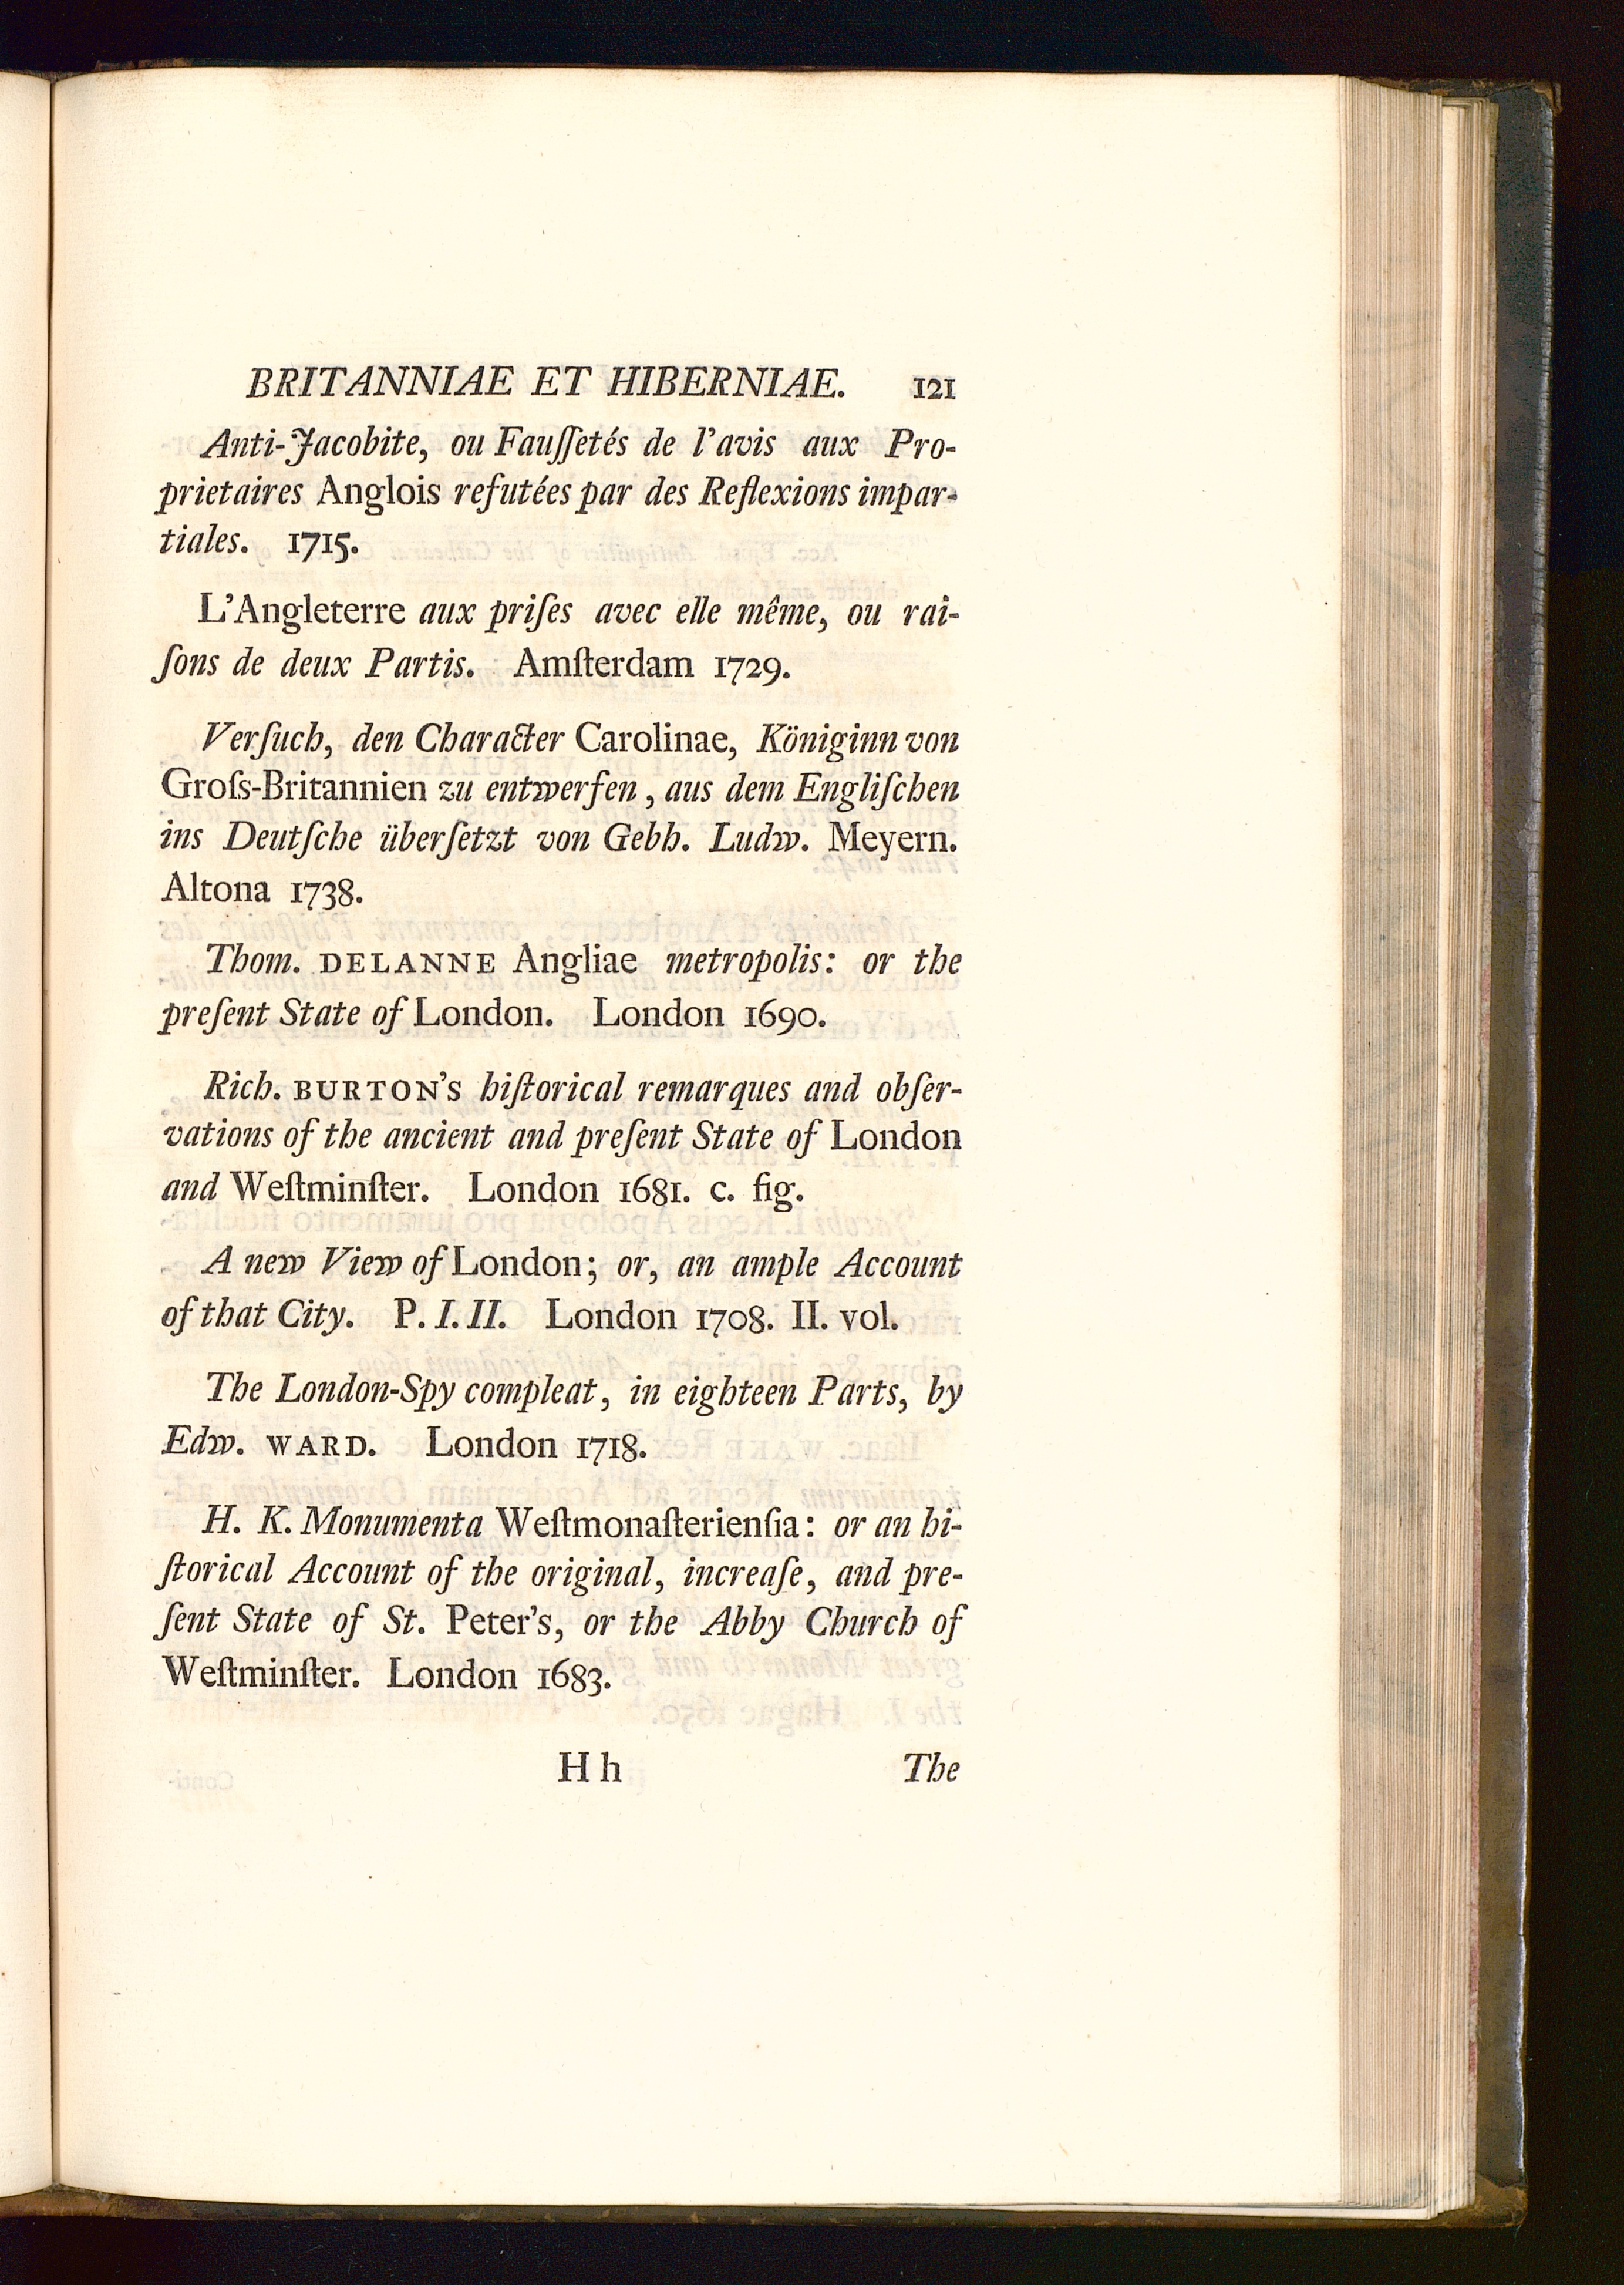 BRITANNIAE ET HIBERNIAE. 121
Anti-Jacobite, ou Fauſſetés de l'avis aux Pro-
prietaires Anglois refutées par des Reflexions impar-
tiales. 1715.
L'Angleterre aux priſes avec elle même, ou rai-
ſons de deux Partis. Amſterdam 1729.
Verſuch, den Character Carolinae, Königinn von
Groſs-Britannien zu entwerfen, aus dem Engliſchen
ins Deutſche überſetzt von Gebh. Ludw. Meyern.
Altona 1738.
Thom. DELANNE Angliae metropolis: or the
preſent State of London. London 1690.
Rich. BURTON'S hiſtorical remarques and obſer-
vations of the ancient and preſent State of London
and Weſtminſter. London 1681. c. fig.
A new View of London; or, an ample Account
of that City. P. I. II. London 1708. II. vol.
The London-Spy compleat, in eighteen Parts, by
Edw. WARD. London 1718.
H. K. Monumenta Weſtmonaſterienſia: or an hi-
ſtorical Account of the original, increaſe, and pre-
ſent State of St. Peter's, or the Abby Church of
Weſtminſter. London 1683.
H h The